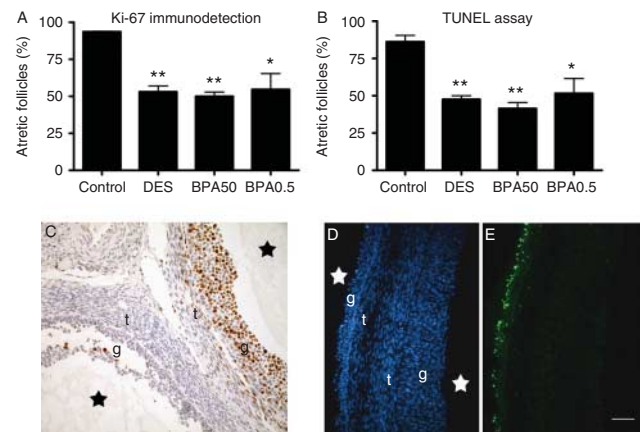 A
Ki-67 immunodetection
Atretic follicles (%)
100
75
50
25
0
**
**
*
Control
DES
BPA50
BPA0.5
B
TUNEL assay
Atretic follicles (%)
100
75
50
25
0
**
**
*
Control
DES
BPA50
BPA0.5
C
t
t
g
g
D
g
t
t
g
E